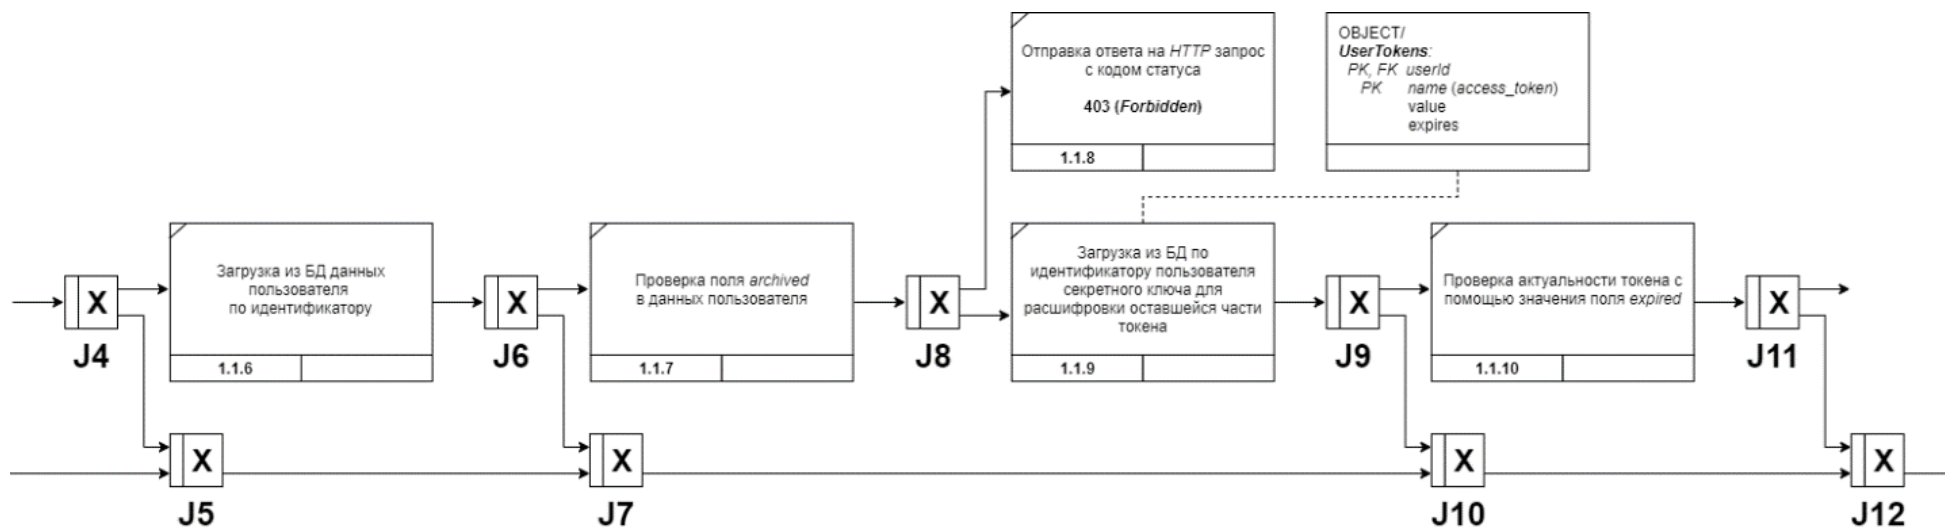 Отправка ответа на HTTP запрос
с кодом статуса
403 (Forbidden)
1.1.8
OBJECT/
UserTokens:
PK, FK userId
PK name (access_token)
value
expires
X
J4
Загрузка из БД данных
пользователя
по идентификатору
1.1.6
X
J6
Проверка поля archived
в данных пользователя
1.1.7
X
J8
Загрузка из БД по
идентификатору пользователя
секретного ключа для
расшифровки оставшейся части
токена
1.1.9
X
J9
Проверка актуальности токена с
помощью значения поля expired
1.1.10
X
J11
X
J5
X
J7
X
J10
X
J12